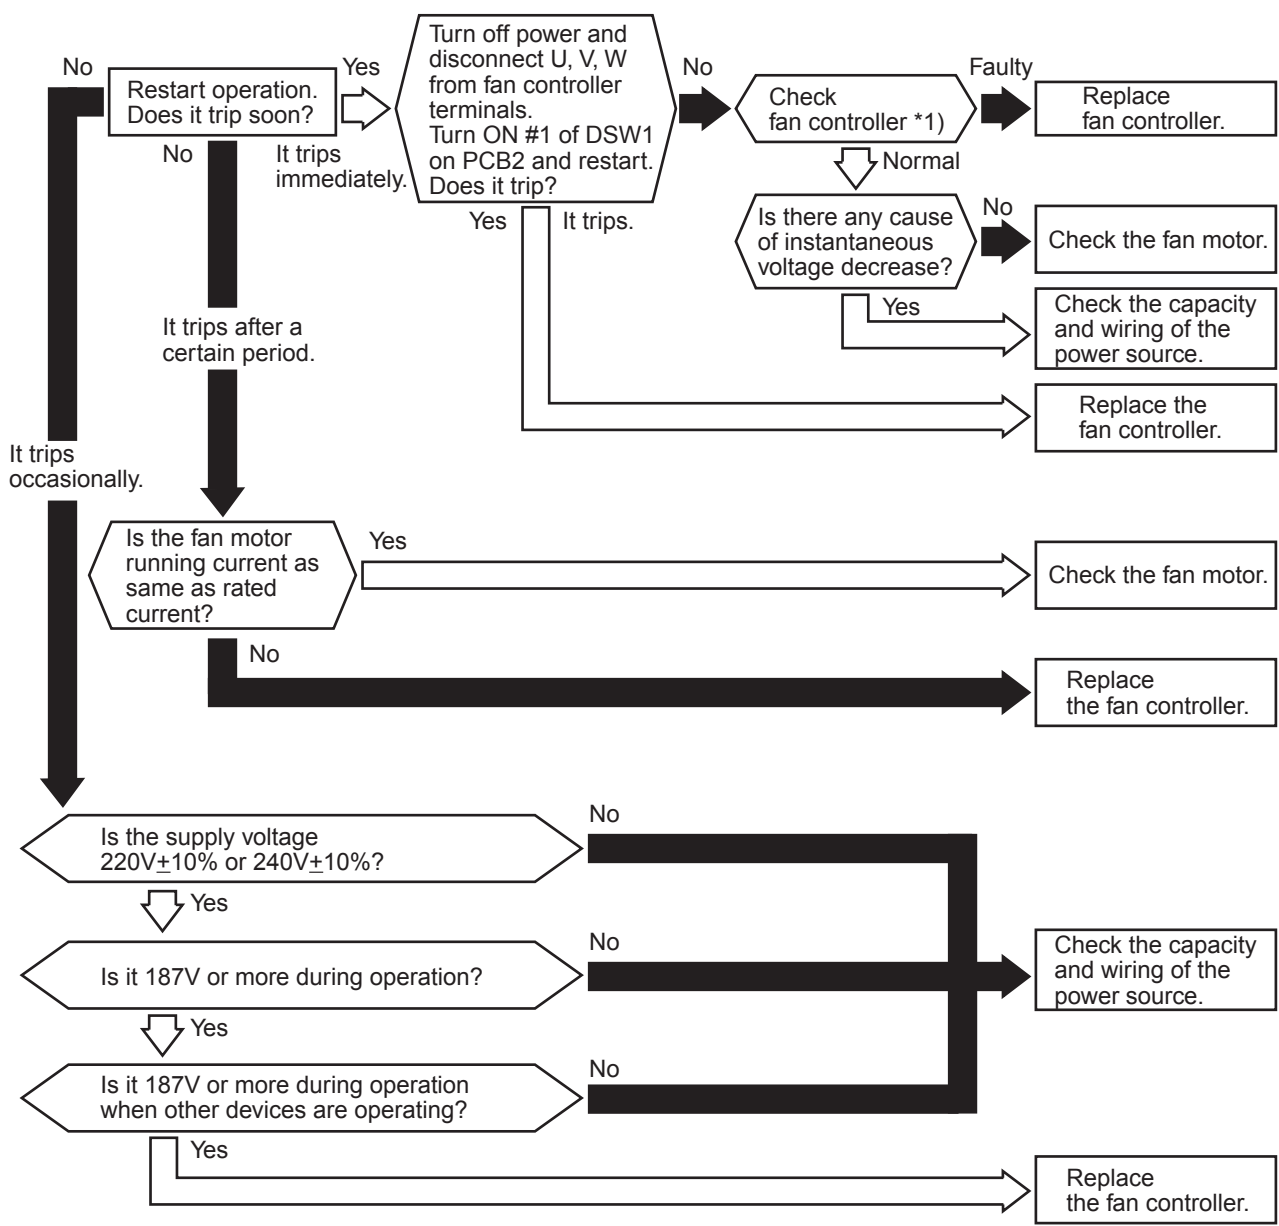 No
Restart operation.
Does it trip soon?
Yes
No
It trips
immediately.
Turn off power and
disconnect U, V, W
from fan controller
terminals.
Turn ON #1 of DSW1
on PCB2 and restart.
Does it trip?
No
Check
fan controller *1)
Faulty
Replace
fan controller.
Normal
Is there any cause
of instantaneous
voltage decrease?
No
Check the fan motor.
Yes
Check the capacity
and wiring of the
power source.
Yes
It trips.
Replace the
fan controller.
It trips after a
certain period.
It trips
occasionally.
Is the fan motor
running current as
same as rated
current?
Yes
Check the fan motor.
No
Replace
the fan controller.
Is the supply voltage
220V±10% or 240V±10%?
No
Yes
Is it 187V or more during operation?
No
Check the capacity
and wiring of the
power source.
Yes
Is it 187V or more during operation
when other devices are operating?
No
Yes
Replace
the fan controller.